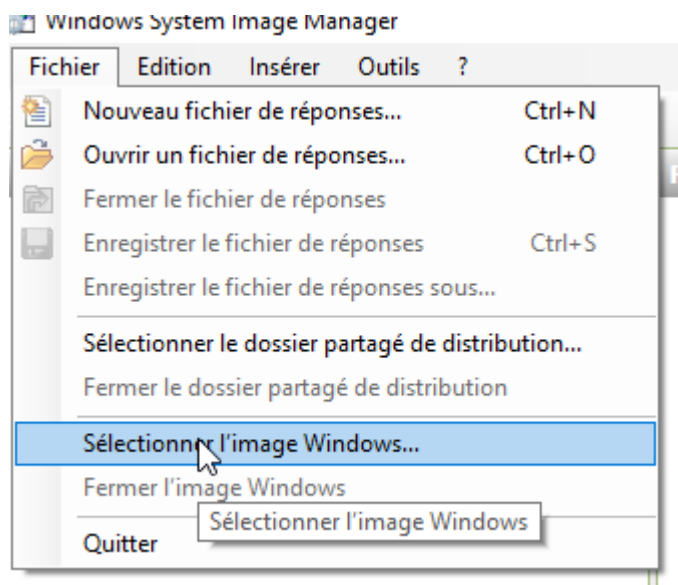 Windows System Image Manager
Fichier Edition Insérer Outils ?
Nouveau fichier de réponses... Ctrl+N
Ouvrir un fichier de réponses... Ctrl+O
Fermer le fichier de réponses
Enregistrer le fichier de réponses Ctrl+S
Enregistrer le fichier de réponses sous...
Sélectionner le dossier partagé de distribution...
Fermer le dossier partagé de distribution
Sélectionner l'image Windows...
Fermer l'image Windows
Sélectionner l'image Windows
Quitter